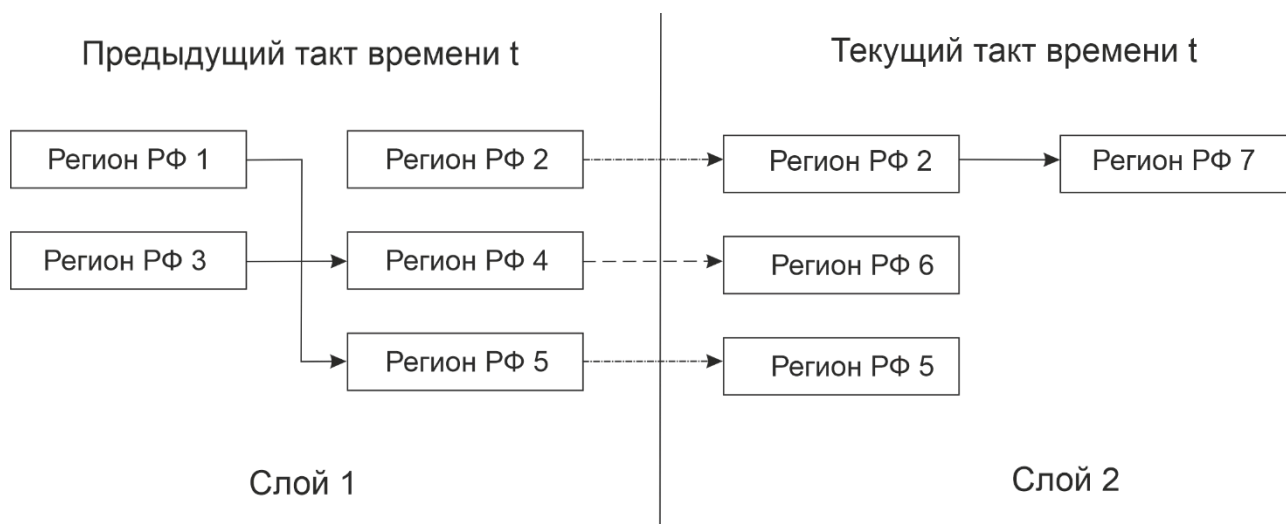 Предыдущий такт времени t
Текущий такт времени t
Регион РФ 1
Регион РФ 2
Регион РФ 2
Регион РФ 7
Регион РФ 3
Регион РФ 4
Регион РФ 6
Регион РФ 5
Регион РФ 5
Слой 1
Слой 2